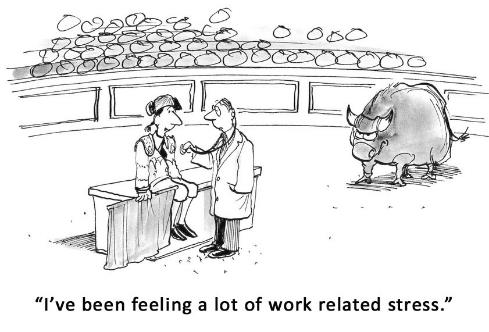 “I’ve been feeling a lot of work related stress.”